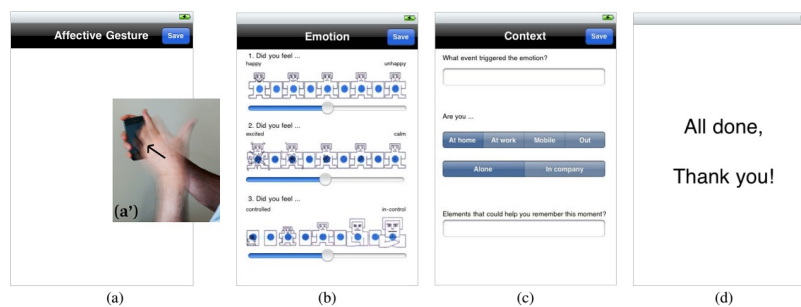 Affective Gesture
Save
(a')
Emotion
Save
1. Did you feel ...
happy
unhappy
2. Did you feel ...
excited
calm
3. Did you feel ...
controlled
in-control
Context
Save
What event triggered the emotion?
Are you ...
At home
At work
Mobile
Out
Alone
In company
Elements that could help you remember this moment?
All done,
Thank you!
(a)
(b)
(c)
(d)